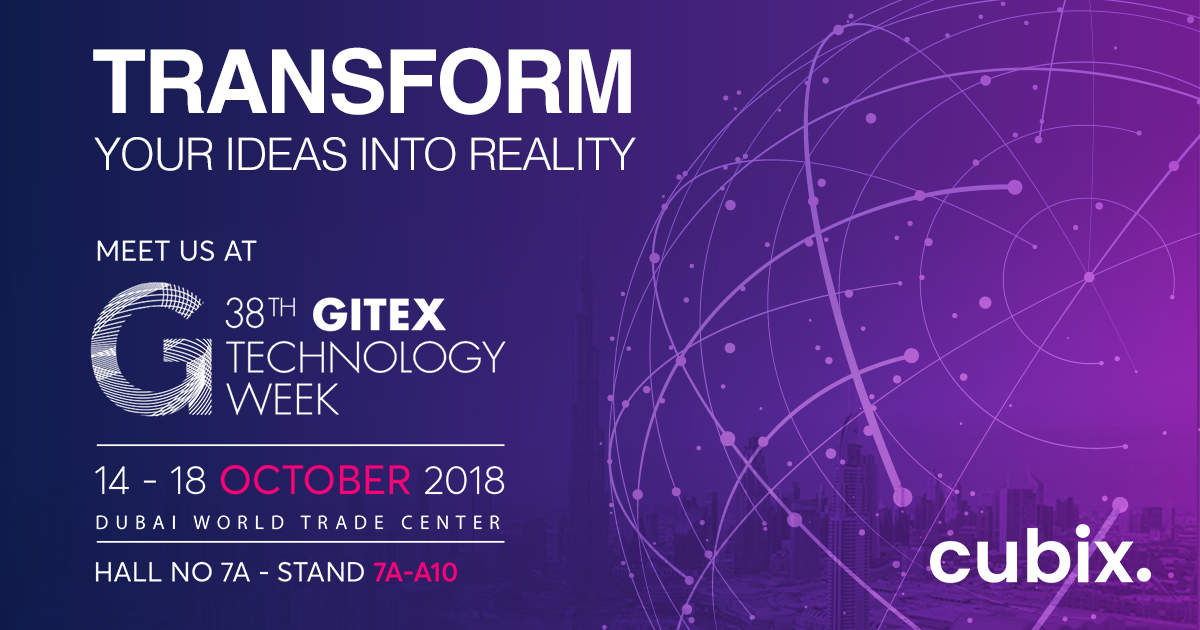 TRANSFORM
YOUR IDEAS INTO REALITY
MEET US AT
G
38TH GITEX
TECHNOLOGY
WEEK
14 - 18 OCTOBER 2018
DUBAI WORLD TRADE CENTER
HALL NO 7A - STAND 7A-A10
cubix.